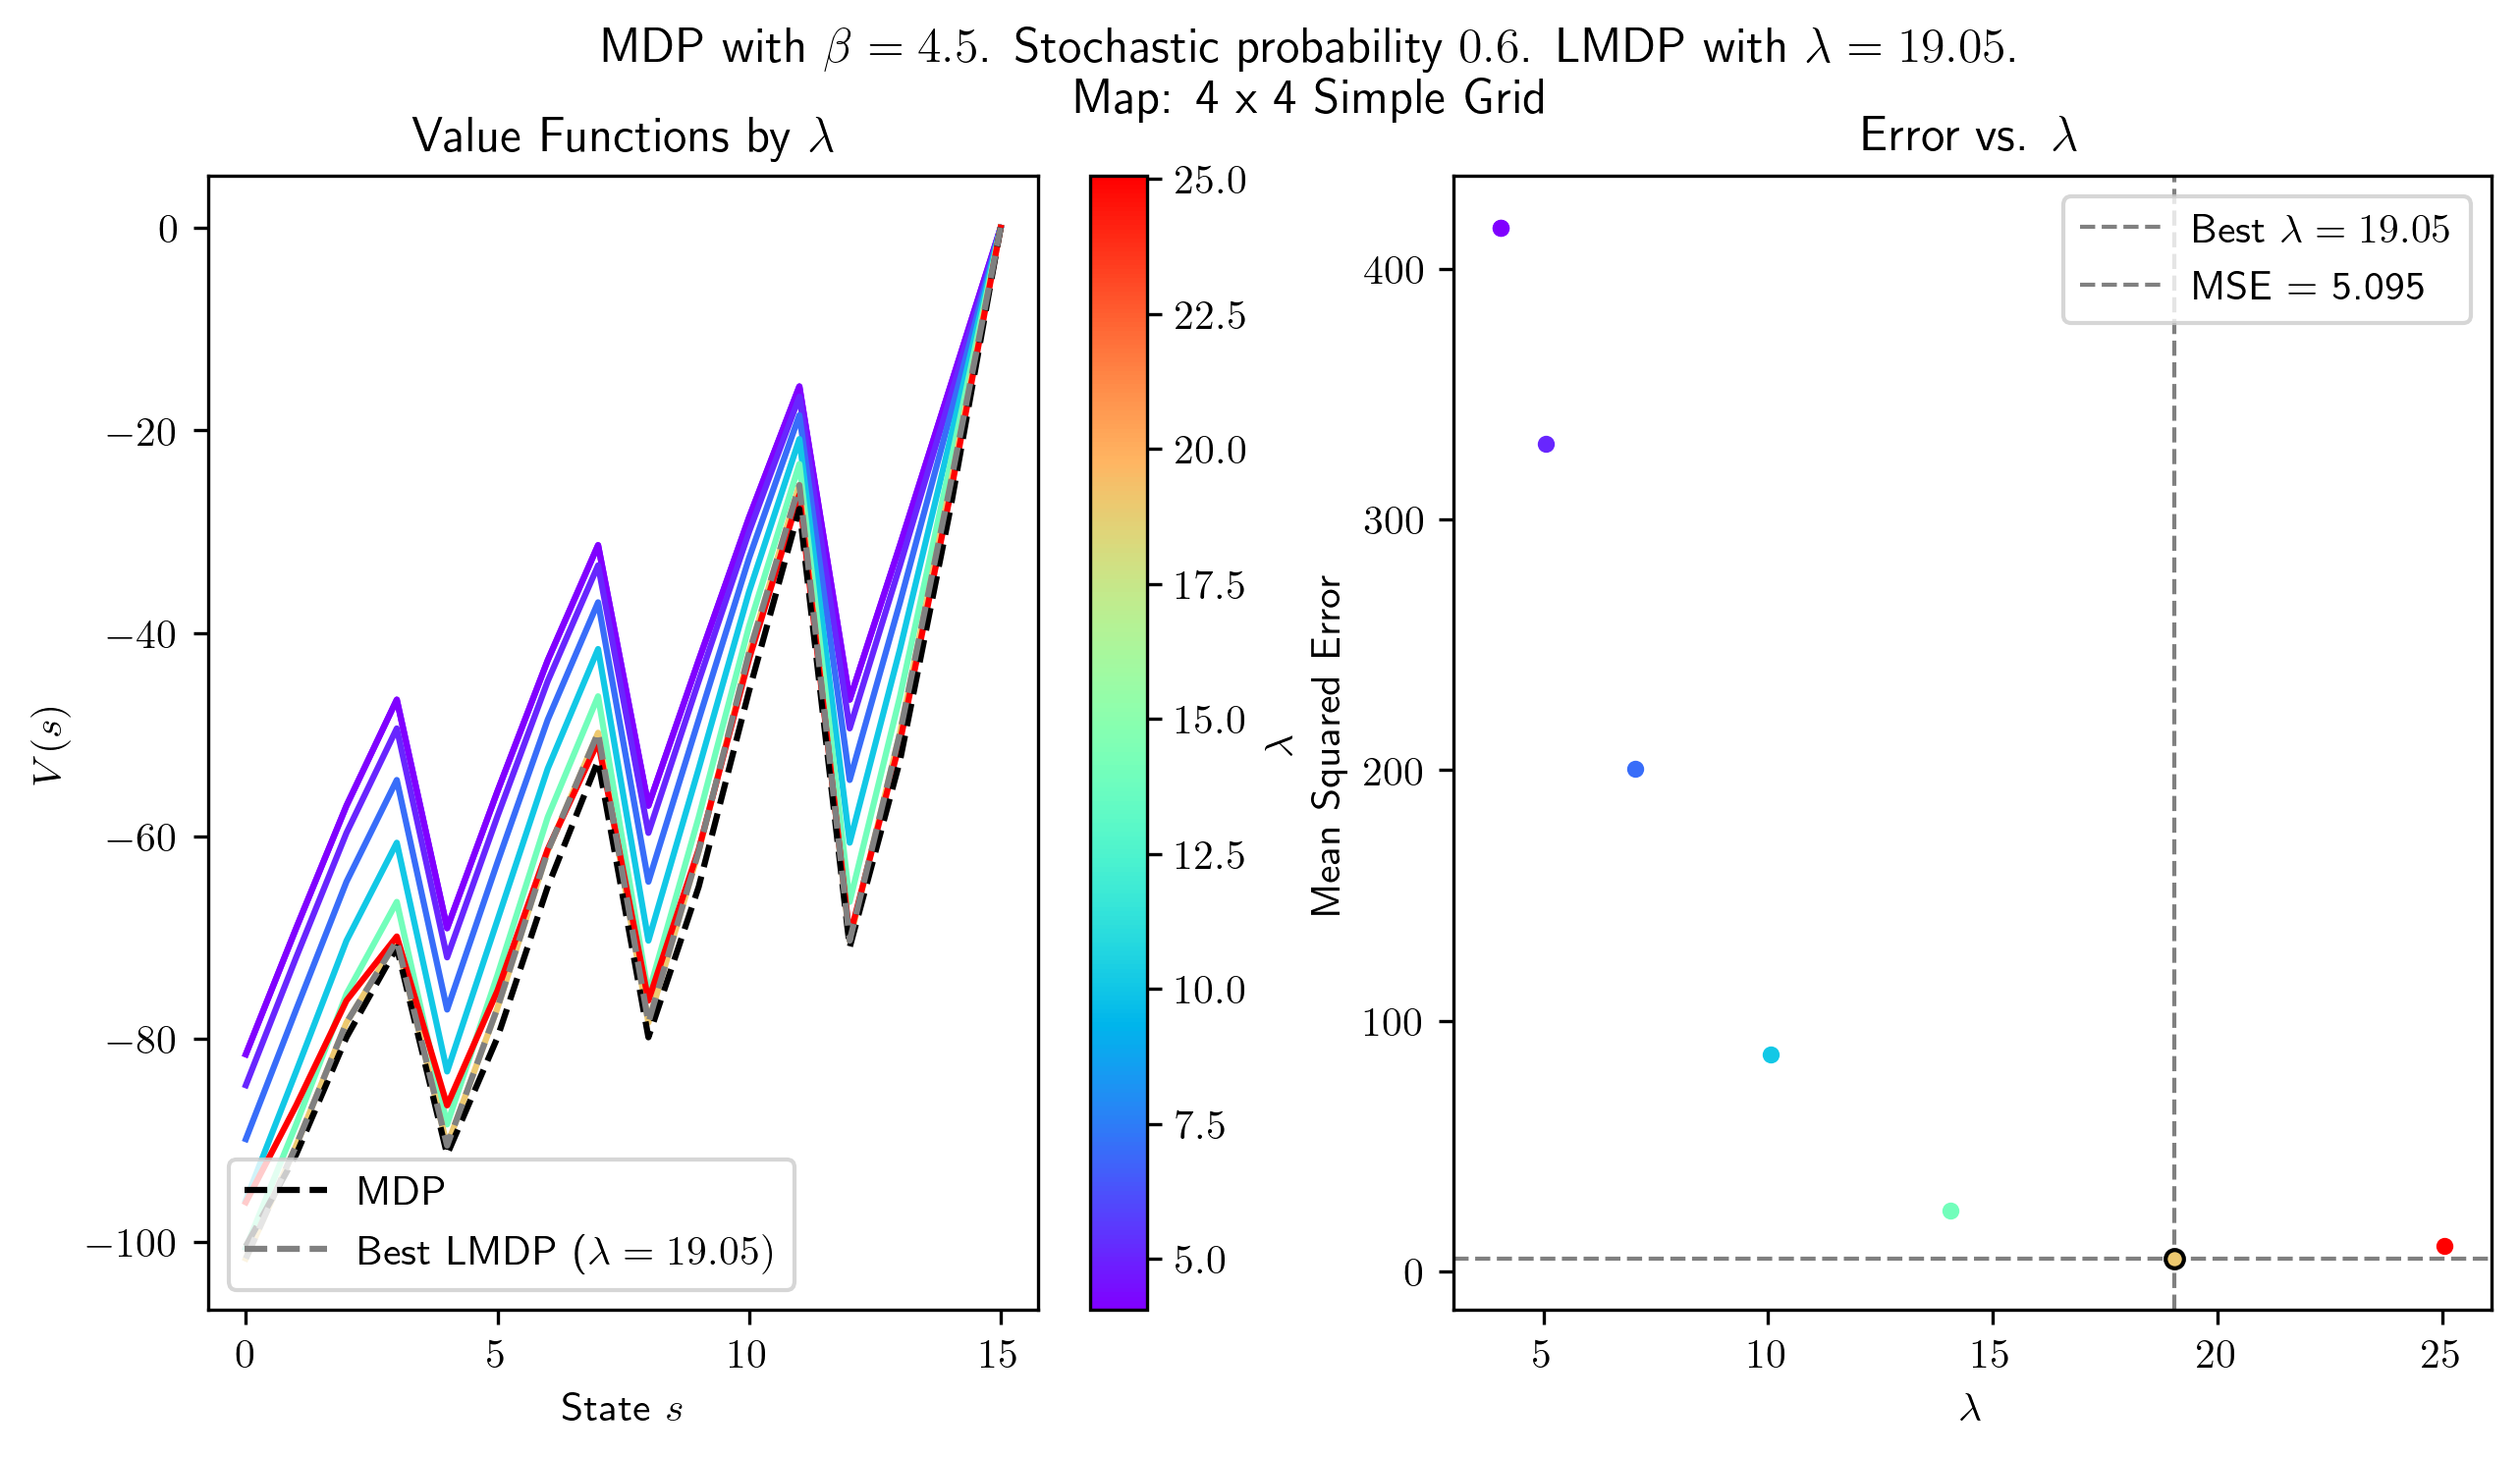 MDP with β = 4.5. Stochastic probability 0.6. LMDP with λ = 19.05.
Map: 4 x 4 Simple Grid
Value Functions by λ
V(s)
0
−20
−40
−60
−80
−100
0
5
10
15
State s
MDP
Best LMDP (λ = 19.05)
25.0
22.5
20.0
17.5
15.0
12.5
10.0
7.5
5.0
λ
Error vs. λ
Mean Squared Error
400
300
200
100
0
5
10
15
20
25
λ
Best λ = 19.05
MSE = 5.095